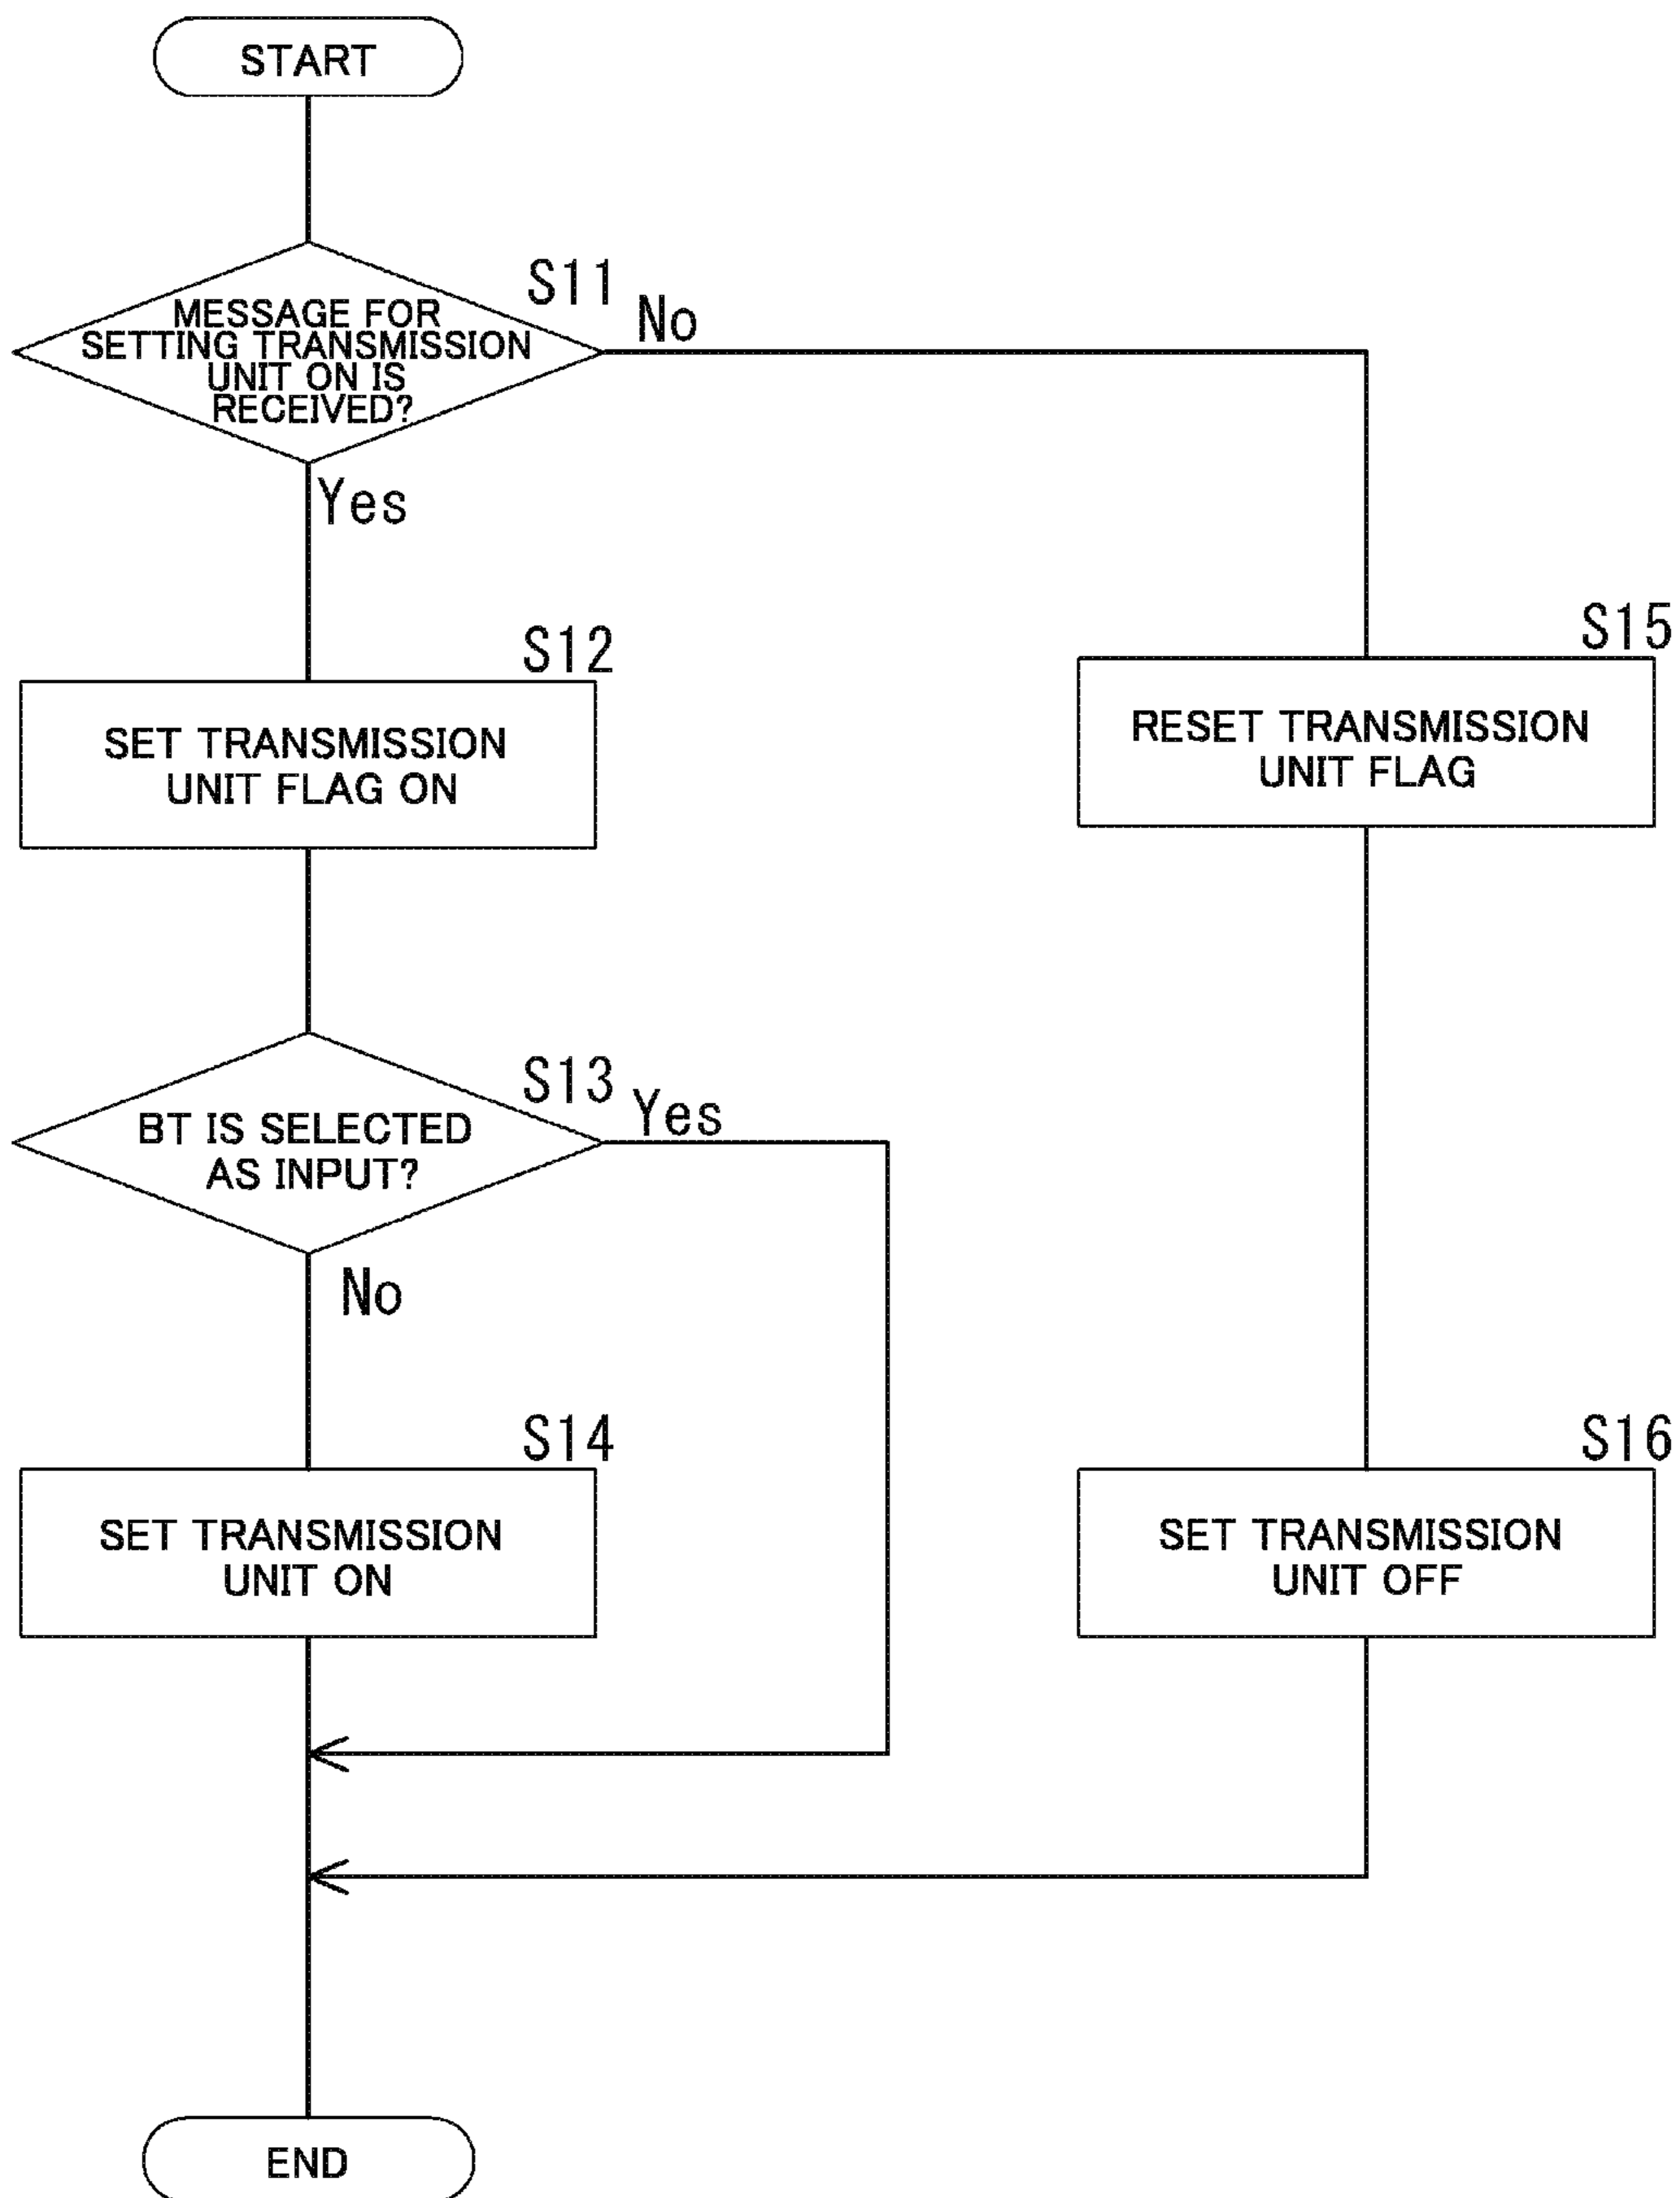 START
S11
MESSAGE FOR
SETTING TRANSMISSION
UNIT ON IS
RECEIVED?
No
Yes
S12
SET TRANSMISSION
UNIT FLAG ON
S15
RESET TRANSMISSION
UNIT FLAG
S13
BT IS SELECTED
AS INPUT?
Yes
No
S14
SET TRANSMISSION
UNIT ON
S16
SET TRANSMISSION
UNIT OFF
END